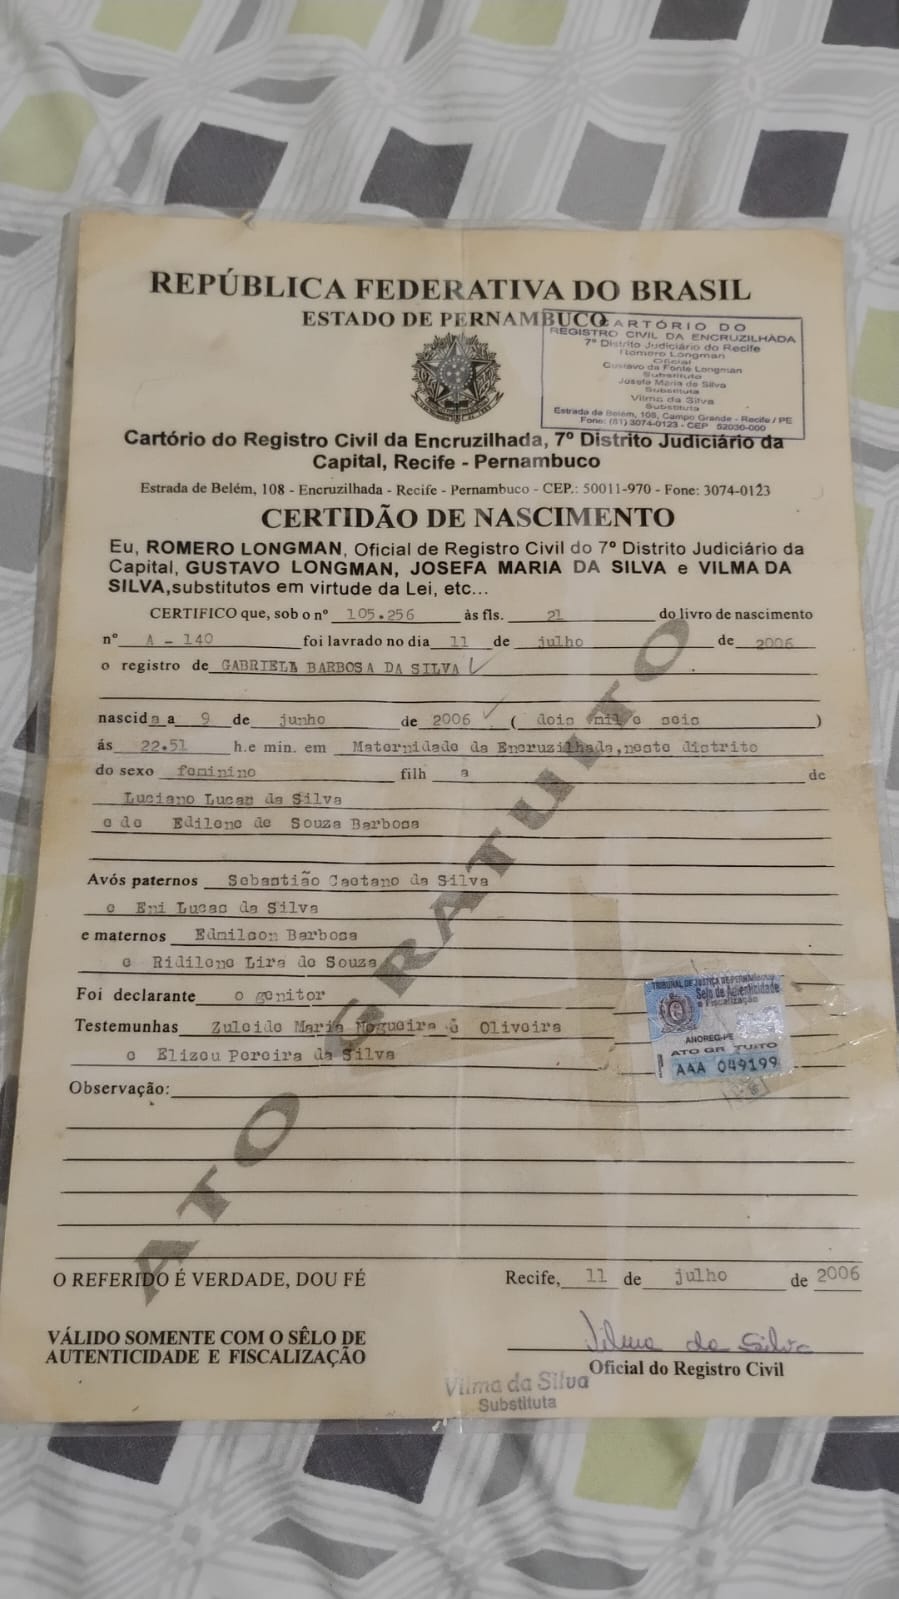 REPÚBLICA FEDERATIVA DO BRASIL
ESTADO DE PERNAMBUCO
CARTÓRIO DO
REGISTRO CIVIL DA ENCRUZILHADA
7º Distrito Judiciário do Recife
Romero Longman
Oficial
Gustavo da Fonte Longman
Substituto
Josefa Maria da Silva
Substituta
Vilma da Silva
Substituta
Estrada de Belém, 108, Campo Grande - Recife / PE
Fone: (81) 3074-0123 - CEP 52030-000
Cartório do Registro Civil da Encruzilhada, 7º Distrito Judiciário da
Capital, Recife - Pernambuco
Estrada de Belém, 108 - Encruzilhada - Recife - Pernambuco - CEP.: 50011-970 - Fone: 3074-0123
CERTIDÃO DE NASCIMENTO
Eu, ROMERO LONGMAN, Oficial de Registro Civil do 7º Distrito Judiciário da
Capital, GUSTAVO LONGMAN, JOSEFA MARIA DA SILVA e VILMA DA
SILVA,substitutos em virtude da Lei, etc...
CERTIFICO que, sob o nº 105.256 às fls. 21 do livro de nascimento
nº A - 140 foi lavrado no dia 11 de julho de 2006
o registro de GABRIELA BARBOSA DA SILVA
nascida a 9 de junho de 2006 ( dois mil e seis )
ás 22.51 h.e min. em Maternidade da Encruzilhada,neste distrito
do sexo feminino filh a de
Luciano Lucas da Silva
e de Edilene de Souza Barbosa
Avós paternos Sebastião Caetano da Silva
e Eni Lucas da Silva
e maternos Edmilson Barbosa
e Ridilene Lira de Souza
Foi declarante o genitor
Testemunhas Zuleide Maria Nogueira e Oliveira
e Elizeu Pereira da Silva
Observação:
ATO GRATUITO
TRIBUNAL DE JUSTIÇA DE PERNAMBUCO
Selo de Autenticidade
e Fiscalização
ANOREG-PE
ATO GR TUITO
AAA 049199
O REFERIDO É VERDADE, DOU FÉ
Recife, 11 de julho de 2006
VÁLIDO SOMENTE COM O SÊLO DE
AUTENTICIDADE E FISCALIZAÇÃO
Vilma da Silva
Oficial do Registro Civil
Vilma da Silva
Substituta